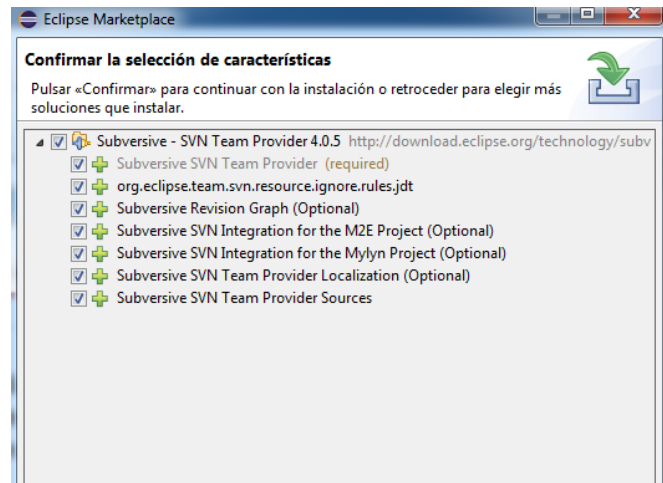 Eclipse Marketplace
Confirmar la selección de características
Pulsar «Confirmar» para continuar con la instalación o retroceder para elegir más
soluciones que instalar.
Subversive - SVN Team Provider 4.0.5 http://download.eclipse.org/technology/subv
Subversive SVN Team Provider (required)
org.eclipse.team.svn.resource.ignore.rules.jdt
Subversive Revision Graph (Optional)
Subversive SVN Integration for the M2E Project (Optional)
Subversive SVN Integration for the Mylyn Project (Optional)
Subversive SVN Team Provider Localization (Optional)
Subversive SVN Team Provider Sources